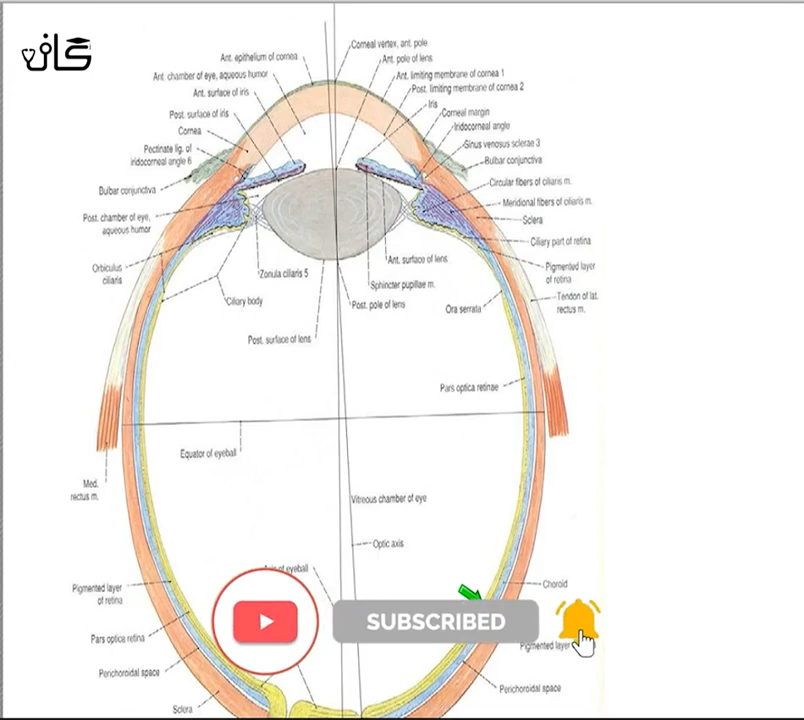 كان
Corneal vertex, ant. pole
Ant. epithelium of cornea
Ant. pole of lens
Ant. chamber of eye, aqueous humor
Ant. limiting membrane of cornea 1
Ant. surface of iris
Post. limiting membrane of cornea 2
Iris
Post. surface of iris
Corneal margin
Cornea
Iridocorneal angle
Pectinate lig. of
iridocorneal angle 6
Sinus venosus sclerae 3
Bulbar conjunctiva
Bulbar conjunctiva
Circular fibers of ciliaris m.
Meridional fibers of ciliaris m.
Post. chamber of eye,
aqueous humor
Sclera
Ciliary part of retina
Orbiculus
ciliaris
Zonula ciliaris 5
Ant. surface of lens
Pigmented layer
of retina
Sphincter pupillae m.
Ciliary body
Post. pole of lens
Ora serrata
Tendon of lat.
rectus m.
Post. surface of lens
Pars optica retinae
Equator of eyeball
Med.
rectus m.
Vitreous chamber of eye
Optic axis
of eyeball
Pigmented layer
of retina
Choroid
SUBSCRIBED
Pars optica retina
Pigmented layer
Perichoroidal space
Perichoroidal space
Sclera